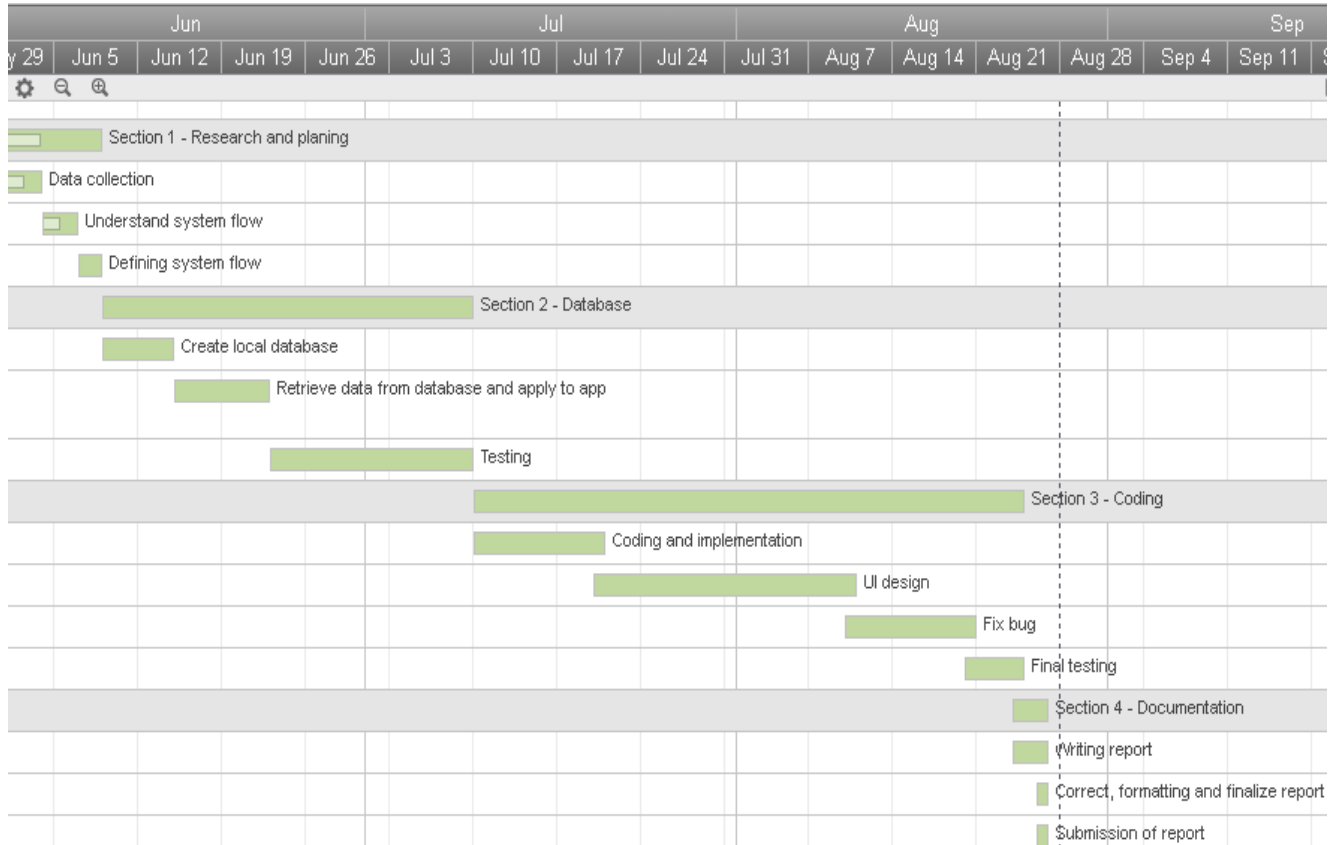 Jun Jul Aug Sep
y 29 Jun 5 Jun 12 Jun 19 Jun 26 Jul 3 Jul 10 Jul 17 Jul 24 Jul 31 Aug 7 Aug 14 Aug 21 Aug 28 Sep 4 Sep 11
Section 1 - Research and planing
Data collection
Understand system flow
Defining system flow
Section 2 - Database
Create local database
Retrieve data from database and apply to app
Testing
Section 3 - Coding
Coding and implementation
UI design
Fix bug
Final testing
Section 4 - Documentation
Writing report
Correct, formatting and finalize report
Submission of report